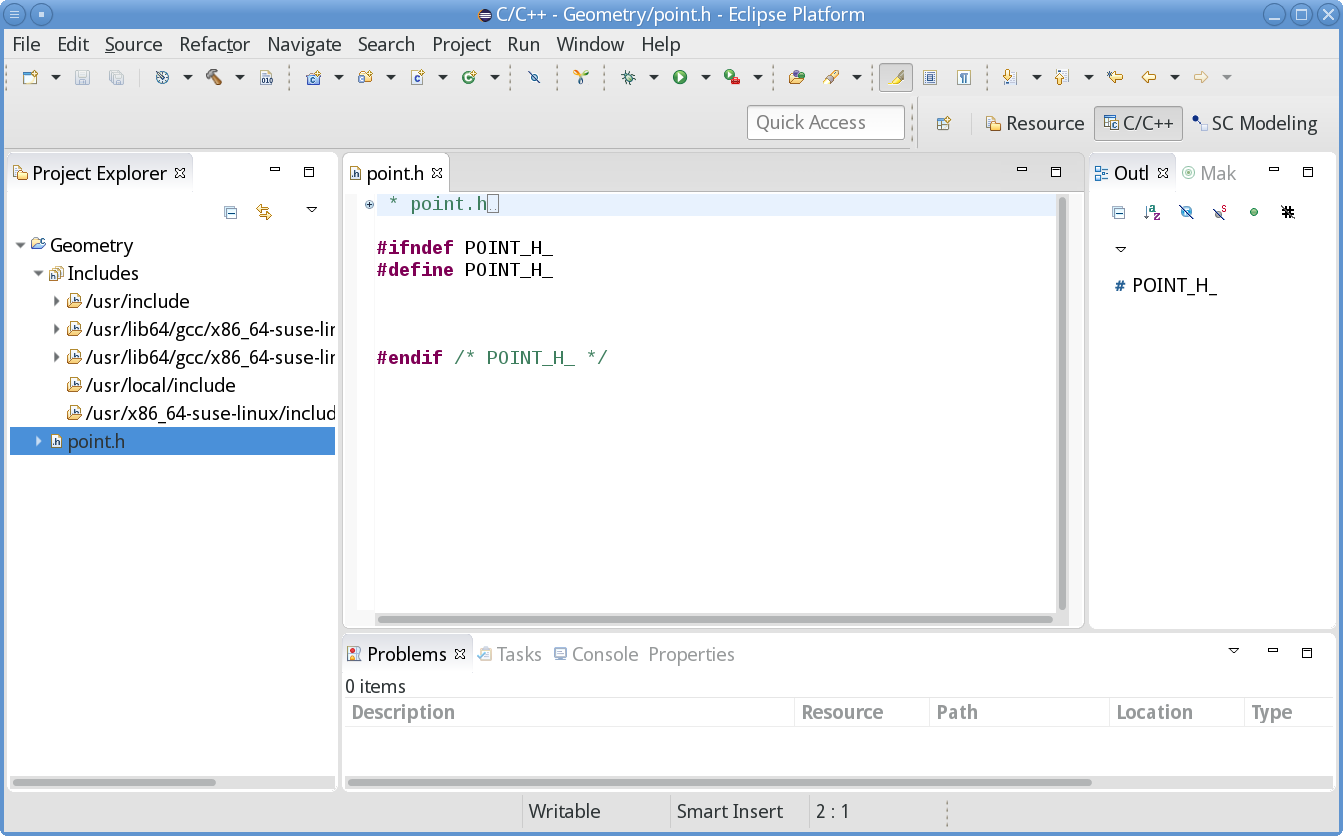 C/C++ - Geometry/point.h - Eclipse Platform
File Edit Source Refactor Navigate Search Project Run Window Help
Quick Access
Resource
C/C++
SC Modeling
Project Explorer
Geometry
Includes
/usr/include
/usr/lib64/gcc/x86_64-suse-lin
/usr/lib64/gcc/x86_64-suse-lin
/usr/local/include
/usr/x86_64-suse-linux/includ
point.h
point.h
* point.h
#ifndef POINT_H_
#define POINT_H_
#endif /* POINT_H_ */
Outl
Mak
# POINT_H_
Problems Tasks Console Properties
0 items
Description Resource Path Location Type
Writable Smart Insert 2 : 1